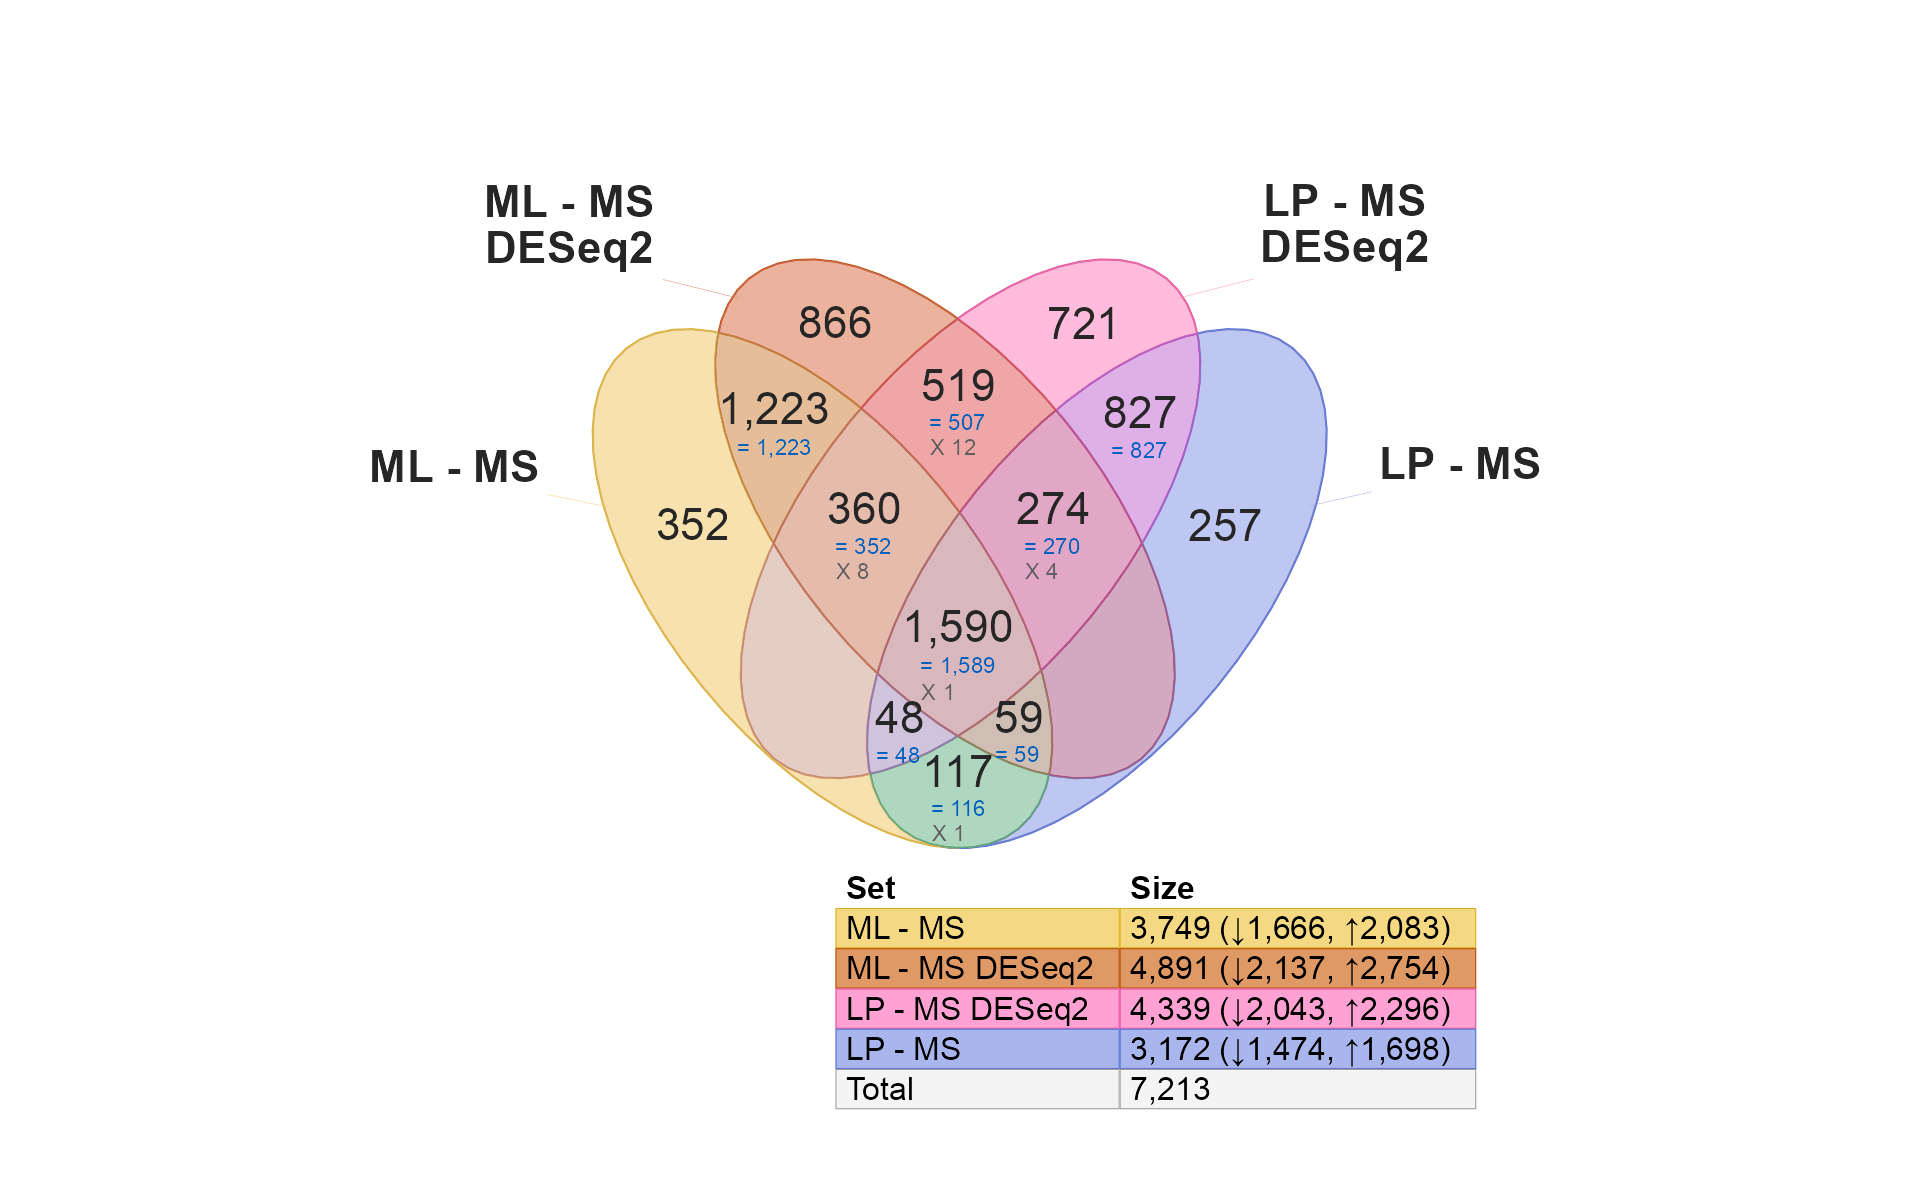 ML - MS
DESeq2
LP - MS
DESeq2
866
721
519
= 507
X 12
1,223
= 1,223
827
= 827
ML - MS
LP - MS
352
360
= 352
X 8
274
= 270
X 4
257
1,590
= 1,589
X 1
48
= 48
59
= 59
117
= 116
X 1
Set Size
ML - MS 3,749 (↓1,666, ↑2,083)
ML - MS DESeq2 4,891 (↓2,137, ↑2,754)
LP - MS DESeq2 4,339 (↓2,043, ↑2,296)
LP - MS 3,172 (↓1,474, ↑1,698)
Total 7,213